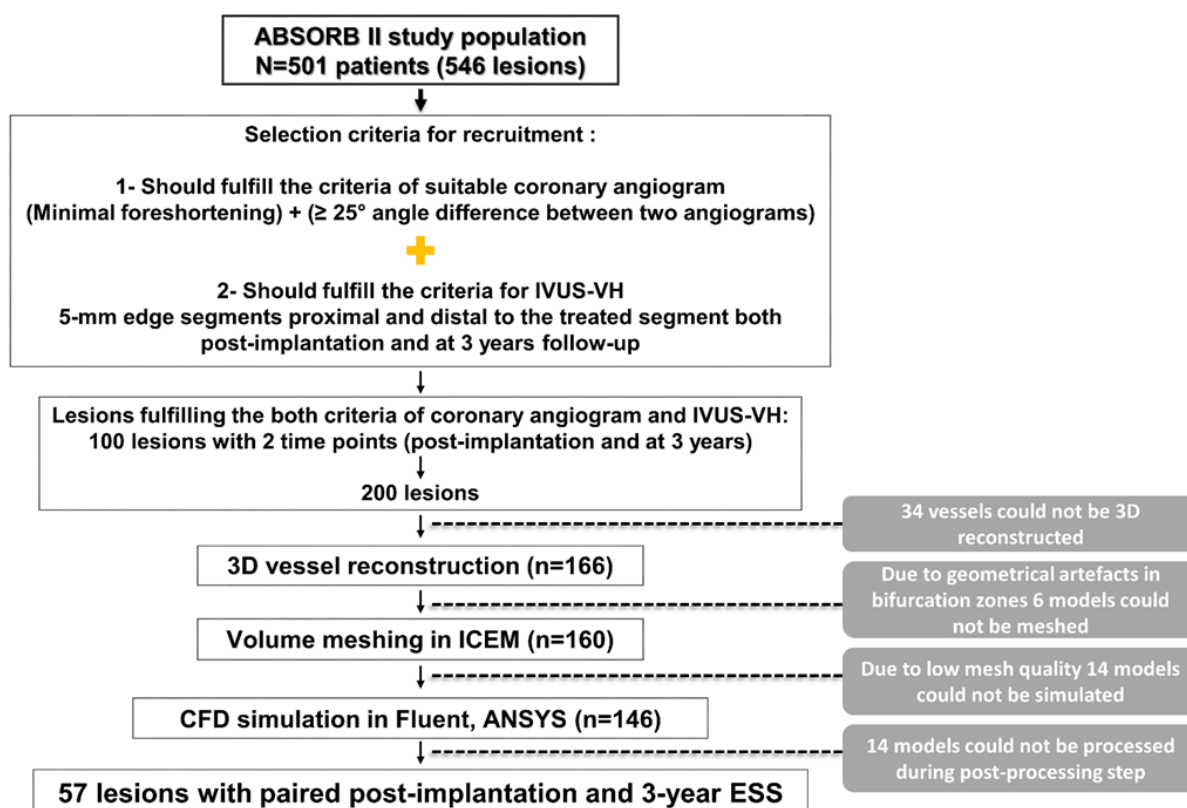 ABSORB II study population
N=501 patients (546 lesions)
Selection criteria for recruitment :
1- Should fulfill the criteria of suitable coronary angiogram
(Minimal foreshortening) + (≥ 25° angle difference between two angiograms)
2- Should fulfill the criteria for IVUS-VH
5-mm edge segments proximal and distal to the treated segment both
post-implantation and at 3 years follow-up
Lesions fulfilling the both criteria of coronary angiogram and IVUS-VH:
100 lesions with 2 time points (post-implantation and at 3 years)
200 lesions
34 vessels could not be 3D
reconstructed
3D vessel reconstruction (n=166)
Due to geometrical artefacts in
bifurcation zones 6 models could
not be meshed
Volume meshing in ICEM (n=160)
Due to low mesh quality 14 models
could not be simulated
CFD simulation in Fluent, ANSYS (n=146)
14 models could not be processed
during post-processing step
57 lesions with paired post-implantation and 3-year ESS